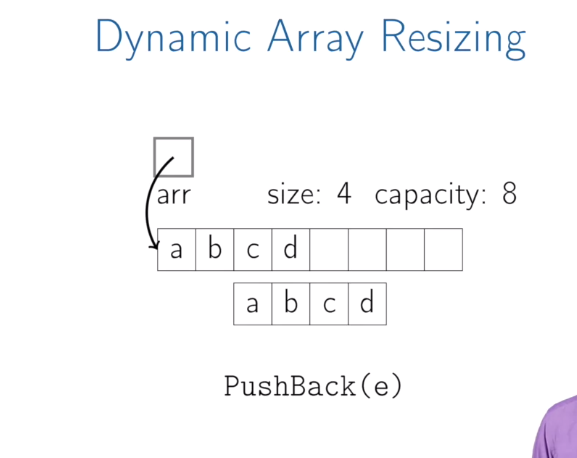 Dynamic Array Resizing
arr size: 4 capacity: 8
a b c d
a b c d
PushBack(e)